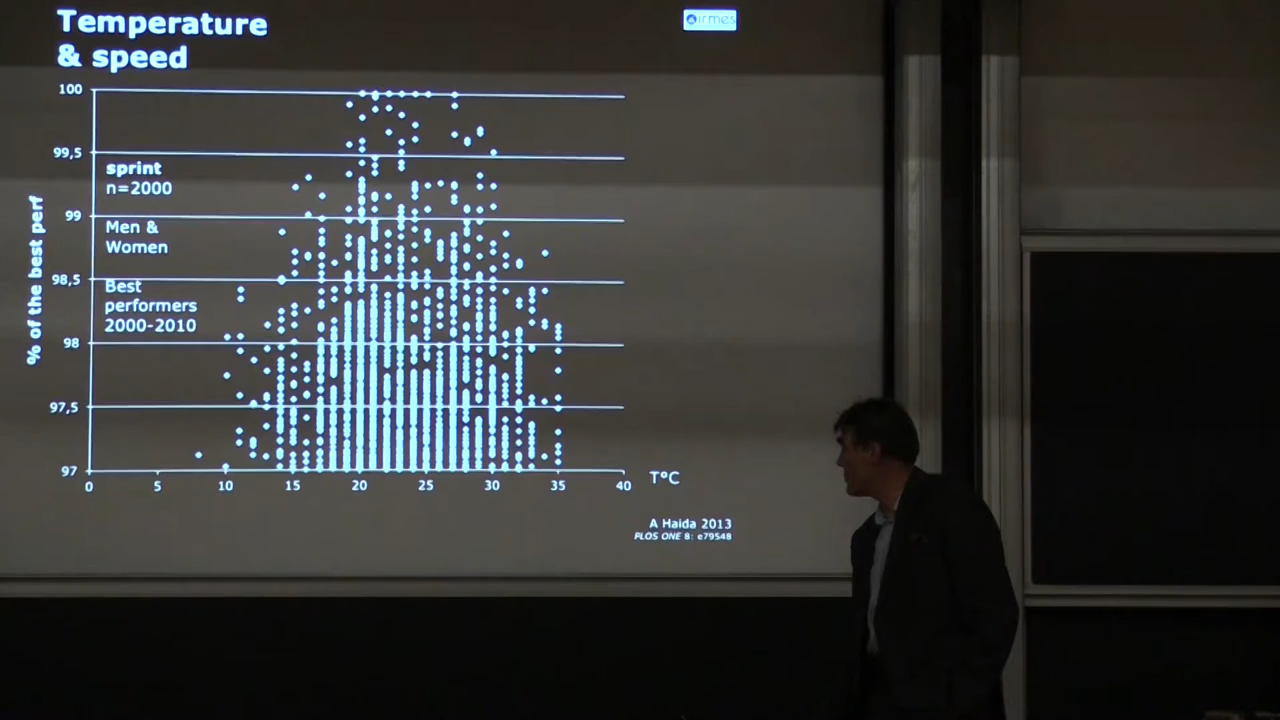 Temperature
& speed
irmes
100
99,5
sprint
n=2000
99
Men &
Women
98,5
Best
performers
2000-2010
98
97,5
97
% of the best perf
0 5 10 15 20 25 30 35 40 T°C
A Haida 2013
PLOS ONE 8: e79548